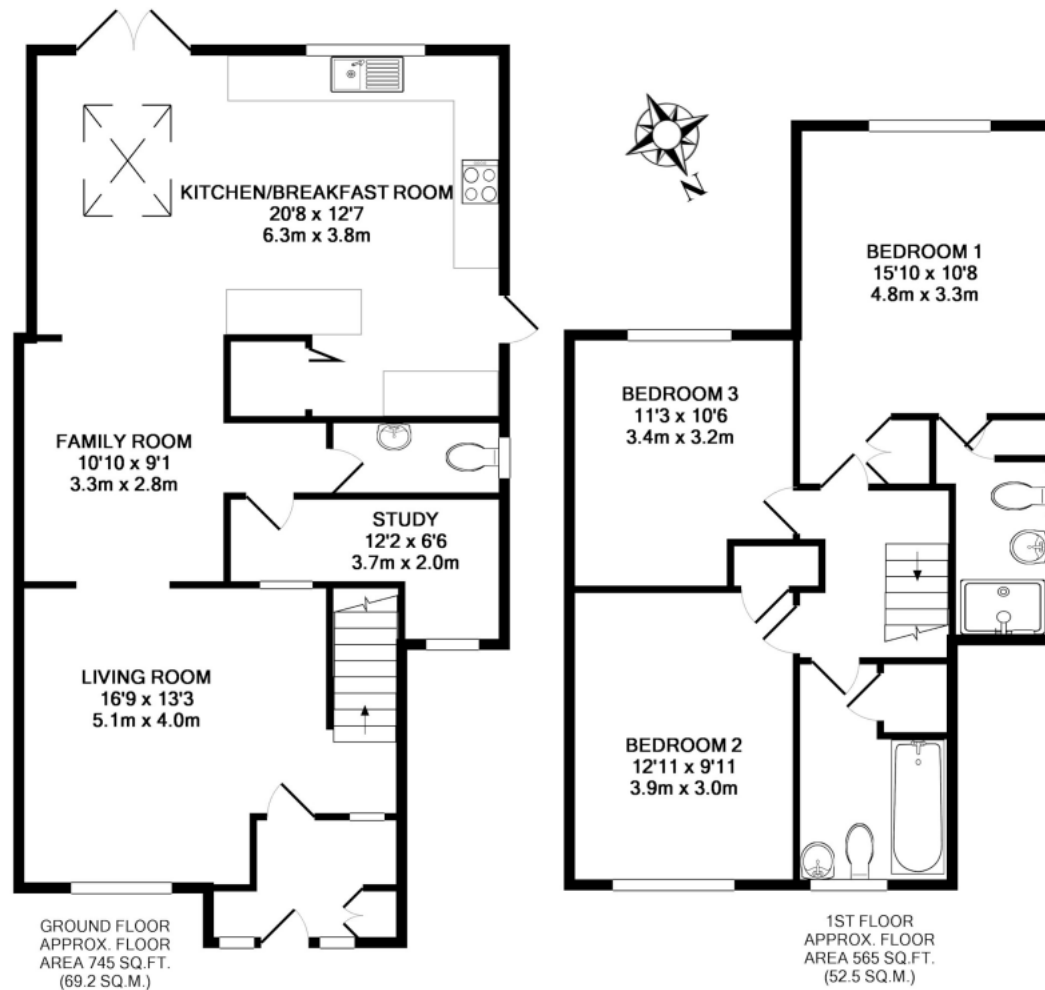 KITCHEN/BREAKFAST ROOM
20'8 x 12'7
6.3m x 3.8m
FAMILY ROOM
10'10 x 9'1
3.3m x 2.8m
STUDY
12'2 x 6'6
3.7m x 2.0m
LIVING ROOM
16'9 x 13'3
5.1m x 4.0m
GROUND FLOOR
APPROX. FLOOR
AREA 745 SQ.FT.
(69.2 SQ.M.)
N
BEDROOM 1
15'10 x 10'8
4.8m x 3.3m
BEDROOM 3
11'3 x 10'6
3.4m x 3.2m
BEDROOM 2
12'11 x 9'11
3.9m x 3.0m
1ST FLOOR
APPROX. FLOOR
AREA 565 SQ.FT.
(52.5 SQ.M.)